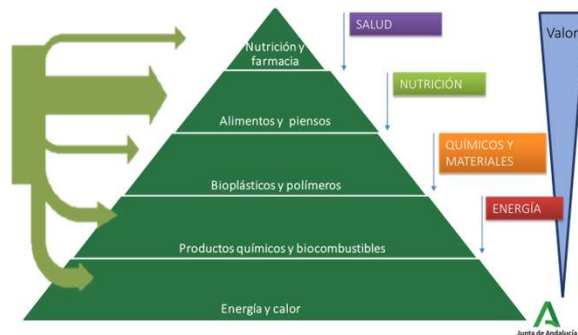 SALUD
Valor
Nutrición y
farmacia
NUTRICIÓN
Alimentos y piensos
QUÍMICOS Y
MATERIALES
Bioplásticos y polímeros
ENERGÍA
Productos químicos y biocombustibles
Energía y calor
Junta de Andalucía